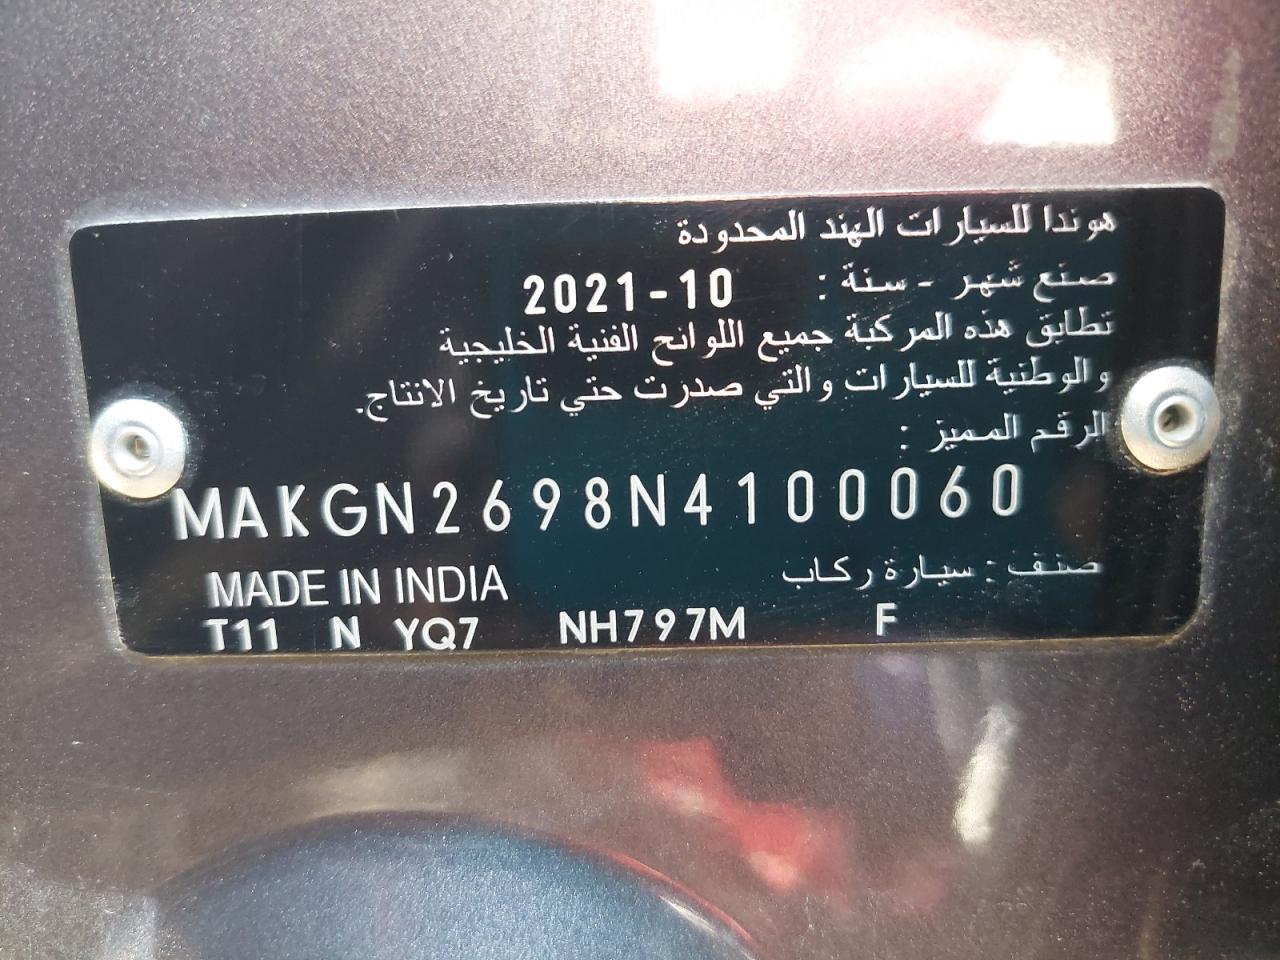 هوندا للسيارات الهند المحدودة
صنع شهر - سنة : 2021-10
تطابق هذه المركبة جميع اللوائح الفنية الخليجية
والوطنية للسيارات والتي صدرت حتي تاريخ الانتاج.
الرقم المميز :
MAKGN2698N4100060
MADE IN INDIA صنف : سيارة ركاب
T11 N YQ7 NH797M F